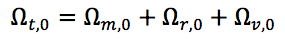 Ω_{t,0} = Ω_{m,0} + Ω_{r,0} + Ω_{v,0}